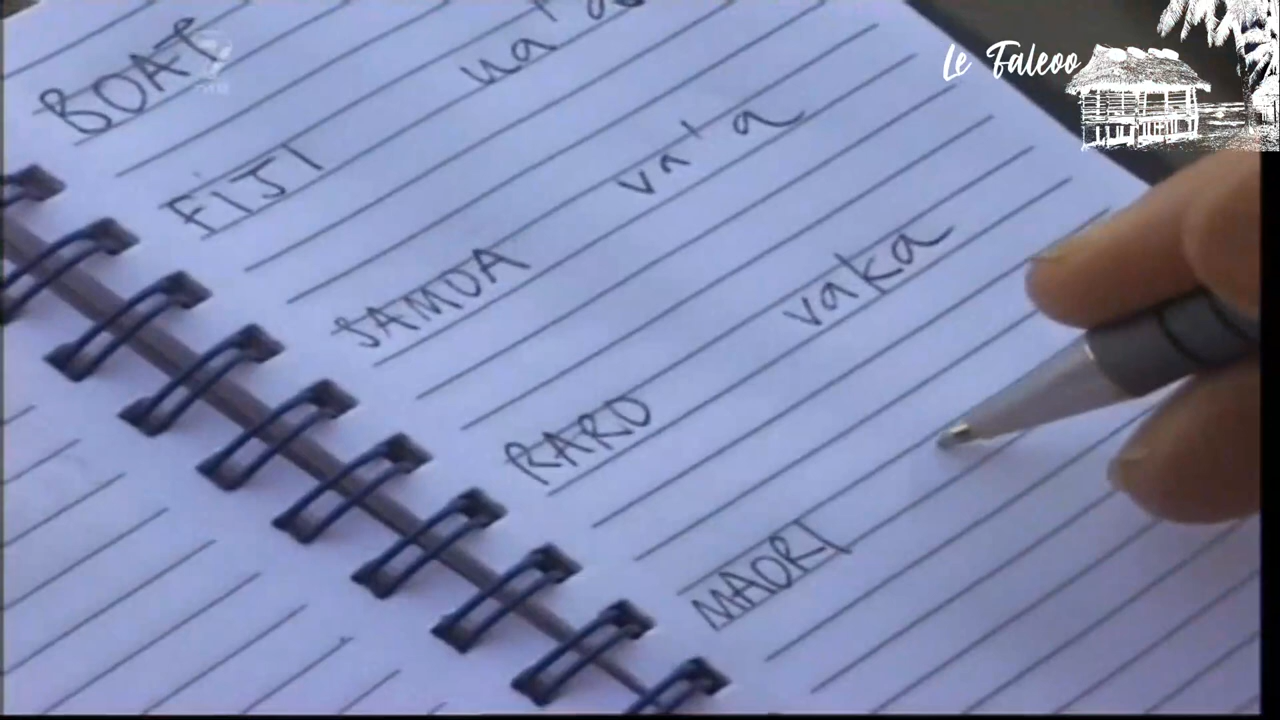 BOAT
FIJI
SAMOA va'a
RARO vaka
MAORI
Le Faleoo